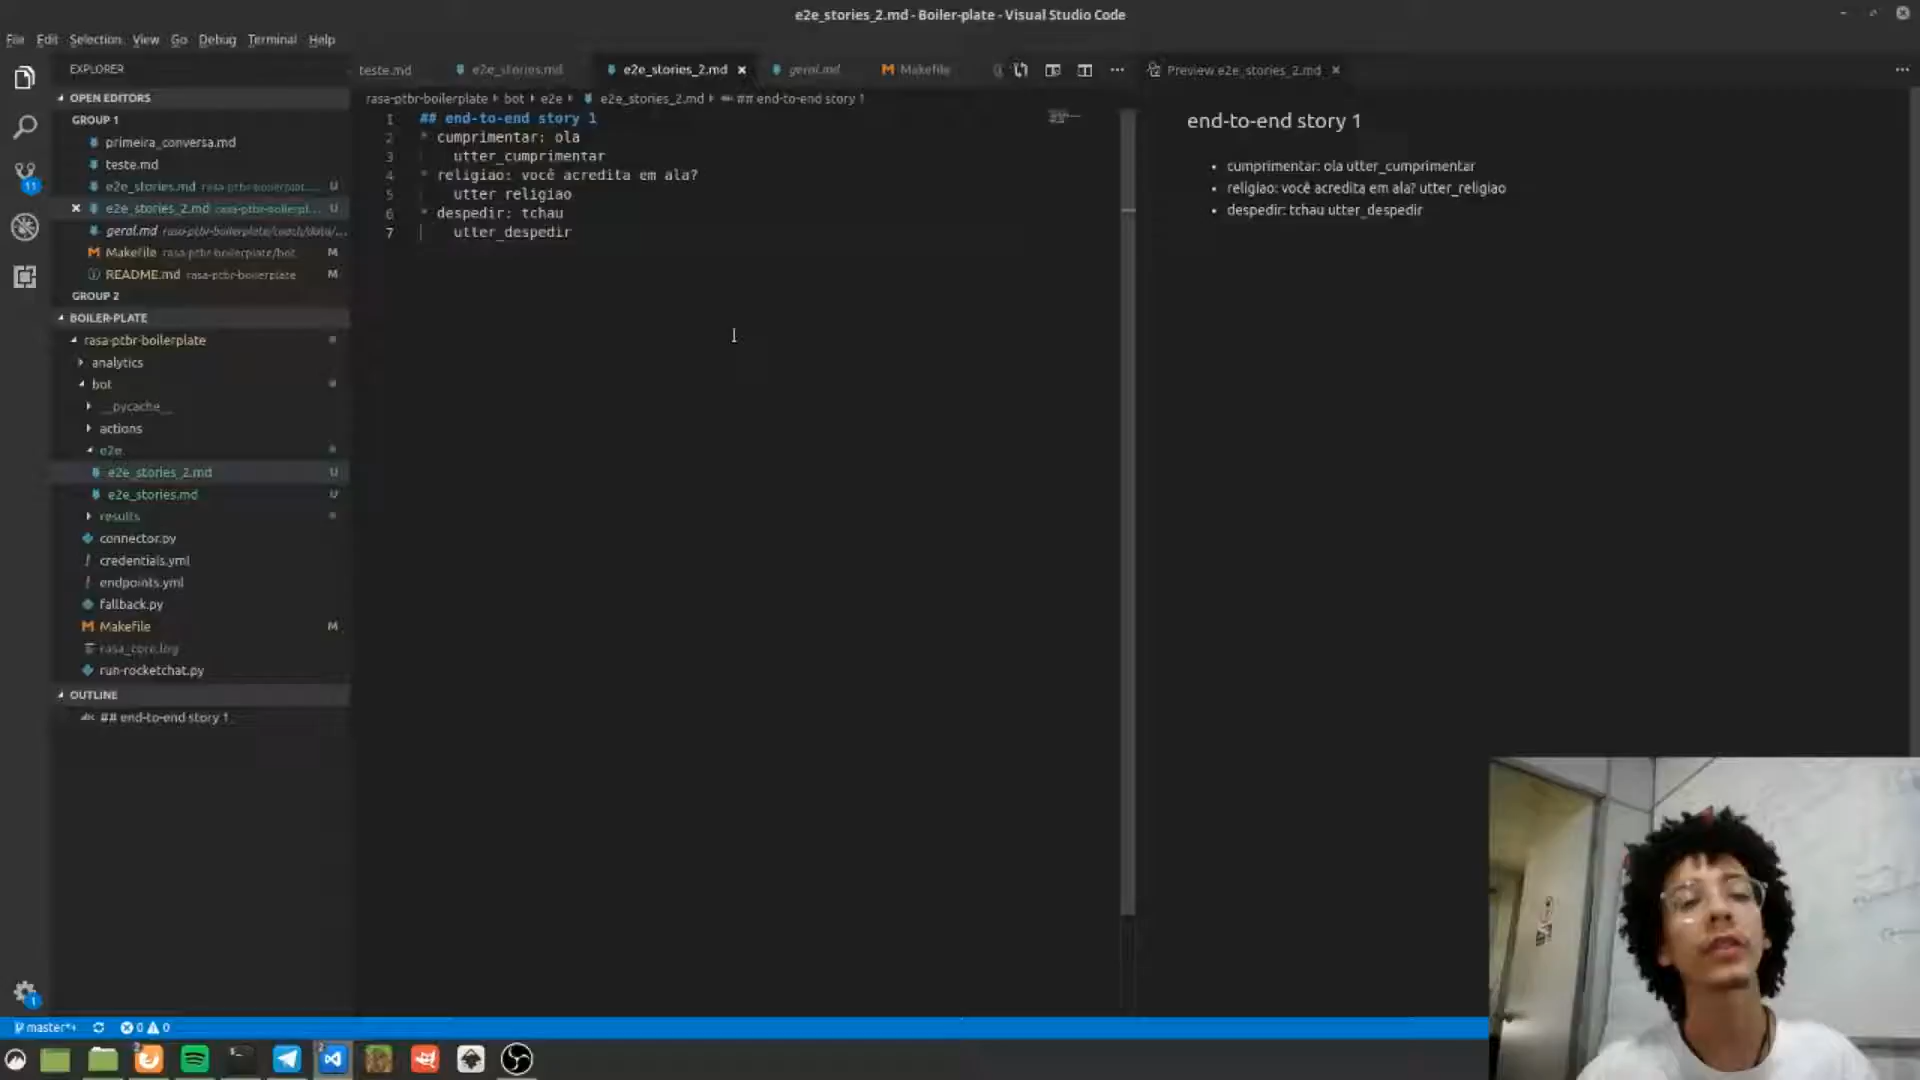 e2e_stories_2.md - Boiler-plate - Visual Studio Code
File Edit Selection View Go Debug Terminal Help
EXPLORER
OPEN EDITORS
GROUP 1
primeira_conversa.md
teste.md
e2e_stories.md rasa-ptbr-boilerplat... U
e2e_stories_2.md rasa-ptbr-boilerpl... U
geral.md rasa-ptbr-boilerplate/coach/data/...
Makefile rasa-ptbr-boilerplate/bot M
README.md rasa-ptbr-boilerplate M
GROUP 2
BOILER-PLATE
rasa-ptbr-boilerplate
analytics
bot
__pycache__
actions
e2e
e2e_stories_2.md U
e2e_stories.md U
results
connector.py
credentials.yml
endpoints.yml
fallback.py
Makefile M
rasa_core.log
run-rocketchat.py
OUTLINE
abc ## end-to-end story 1
teste.md e2e_stories.md e2e_stories_2.md geral.md Makefile
rasa-ptbr-boilerplate bot e2e e2e_stories_2.md ## end-to-end story 1
1 ## end-to-end story 1
2 * cumprimentar: ola
3 utter_cumprimentar
4 * religiao: você acredita em ala?
5 utter_religiao
6 * despedir: tchau
7 utter_despedir
Preview e2e_stories_2.md
end-to-end story 1
• cumprimentar: ola utter_cumprimentar
• religiao: você acredita em ala? utter_religiao
• despedir: tchau utter_despedir
11
1
master*+ 0 0